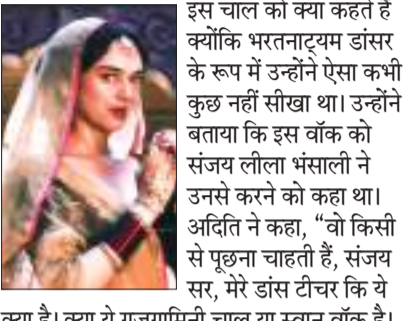 इस चाल को क्या कहते हैं
क्योंकि भरतनाट्यम डांसर
के रूप में उन्होंने ऐसा कभी
कुछ नहीं सीखा था। उन्होंने
बताया कि इस वॉक को
संजय लीला भंसाली ने
उनसे करने को कहा था।
अदिति ने कहा, “वो किसी
से पूछना चाहती हैं, संजय
सर, मेरे डांस टीचर कि ये
क्या है। क्या ये गजगामिनी चाल या स्वान वॉक है।